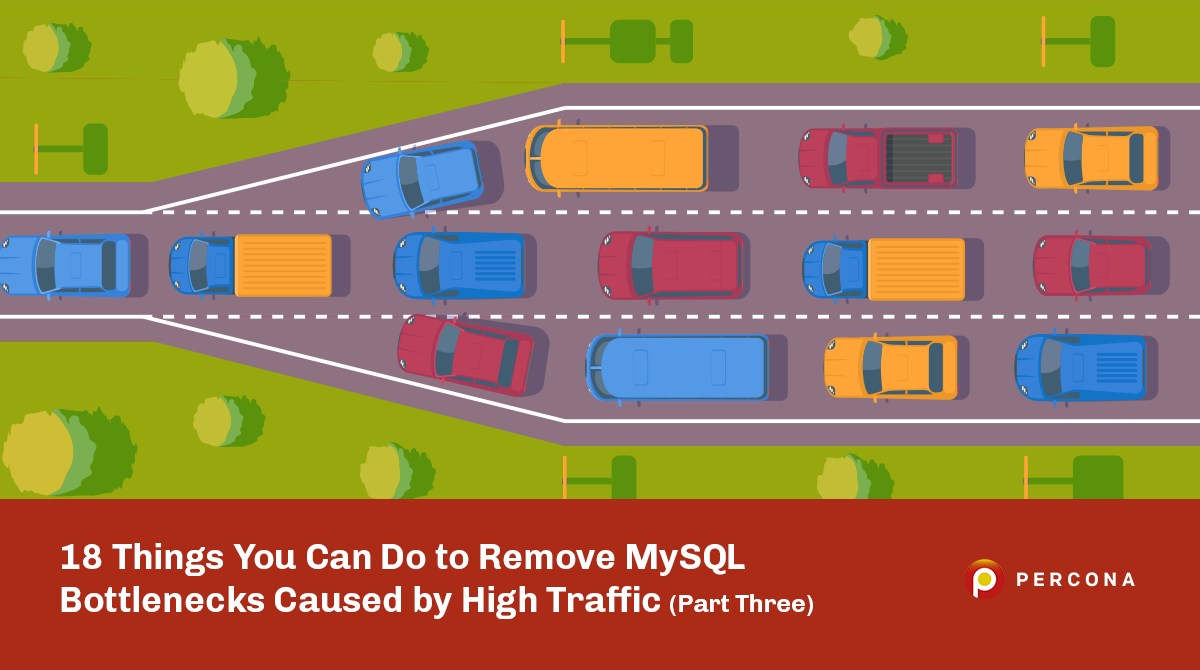 18 Things You Can Do to Remove MySQL
Bottlenecks Caused by High Traffic (Part Three)
PERCONA